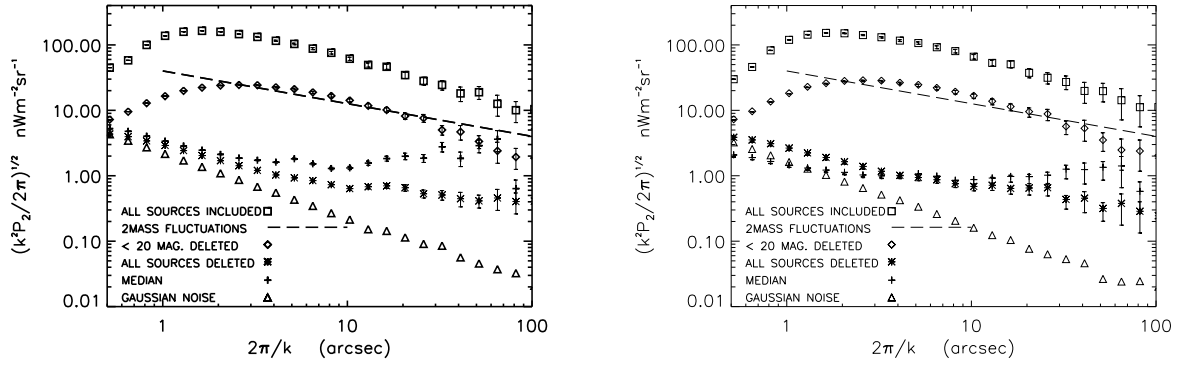 100.00
10.00
1.00
0.10
0.01
(k²P₂/2π)^1/2 nWm⁻²sr⁻¹
ALL SOURCES INCLUDED
2MASS FLUCTUATIONS
< 20 MAG. DELETED
ALL SOURCES DELETED
MEDIAN
GAUSSIAN NOISE
1 10 100
2π/k (arcsec)
100.00
10.00
1.00
0.10
0.01
(k²P₂/2π)^1/2 nWm⁻²sr⁻¹
ALL SOURCES INCLUDED
2MASS FLUCTUATIONS
< 20 MAG. DELETED
ALL SOURCES DELETED
MEDIAN
GAUSSIAN NOISE
1 10 100
2π/k (arcsec)